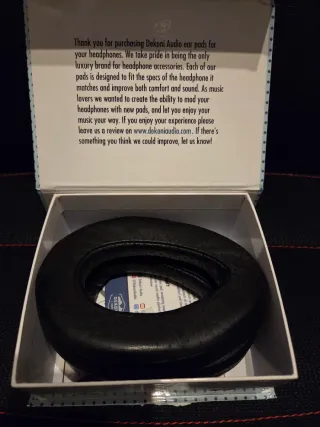 Thank you for purchasing Dekoni Audio ear pads for
your headphones. We take pride in being the only
luxury brand for headphone accessories. Each of our
pads is designed to fit the specs of the headphone it
matches and improve both comfort and sound. As music
lovers we wanted to create the ability to mod your
headphones with new pads, and let you enjoy your
music your way. If you enjoy your experience please
leave us a review on www.dekoniaudio.com. If there's
something you think we could improve, let us know!